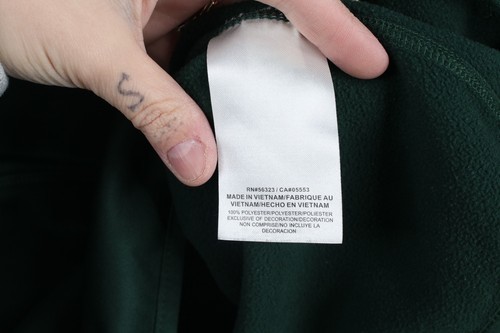 S
RN#56323 / CA#05553
MADE IN VIETNAM/FABRIQUE AU
VIETNAM/HECHO EN VIETNAM
100% POLYESTER/POLYESTER/POLIESTER
EXCLUSIVE OF DECORATION/DECORATION
NON COMPRISE/NO INCLUYE LA
DECORACION